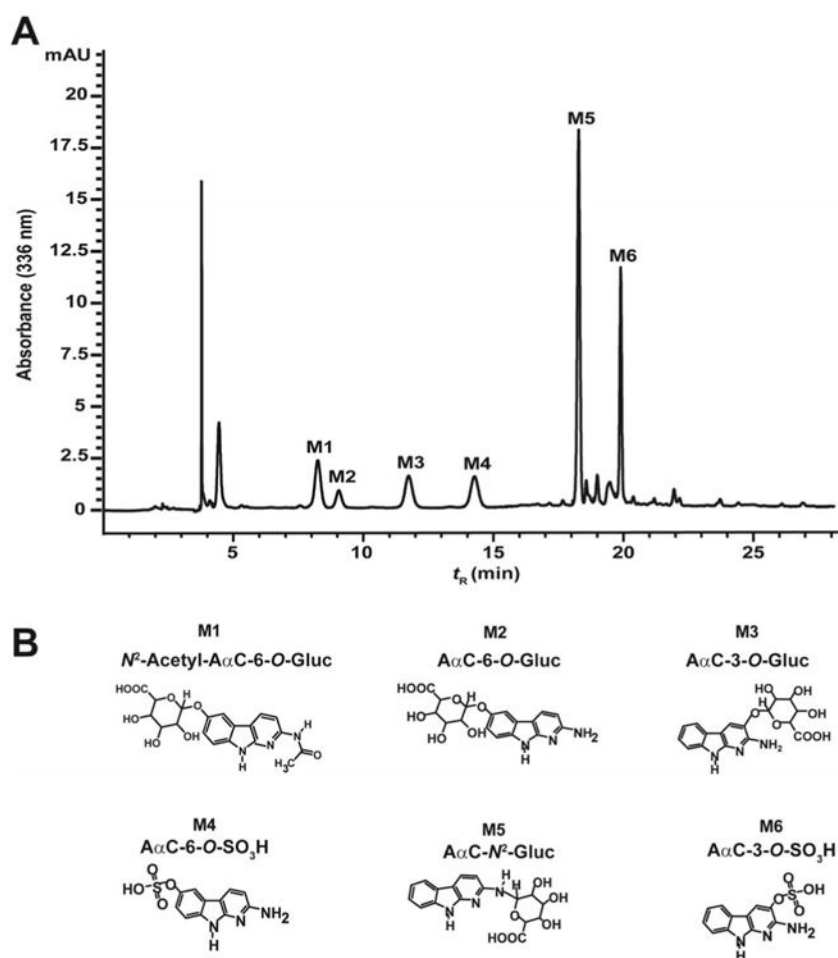 A
mAU
20
17.5
15
12.5
10
7.5
5
2.5
0
Absorbance (336 nm)
M1
M2
M3
M4
M5
M6
5
10
15
20
25
tR (min)
B
M1
N²-Acetyl-AαC-6-O-Gluc
HOOC
O
O
H
HO
OH
HO
N
H
N
N
H
O
H₃C
M2
AαC-6-O-Gluc
HOOC
O
H
O
HO
OH
HO
N
H
N
NH₂
M3
AαC-3-O-Gluc
HO
OH
H
OH
O
O
COOH
N
H
N
NH₂
M4
AαC-6-O-SO₃H
O
HO
S
O
O
N
H
N
NH₂
M5
AαC-N²-Gluc
H
N
H
OH
OH
OH
O
HOOC
N
H
N
M6
AαC-3-O-SO₃H
O
OH
S
O
O
N
H
N
NH₂